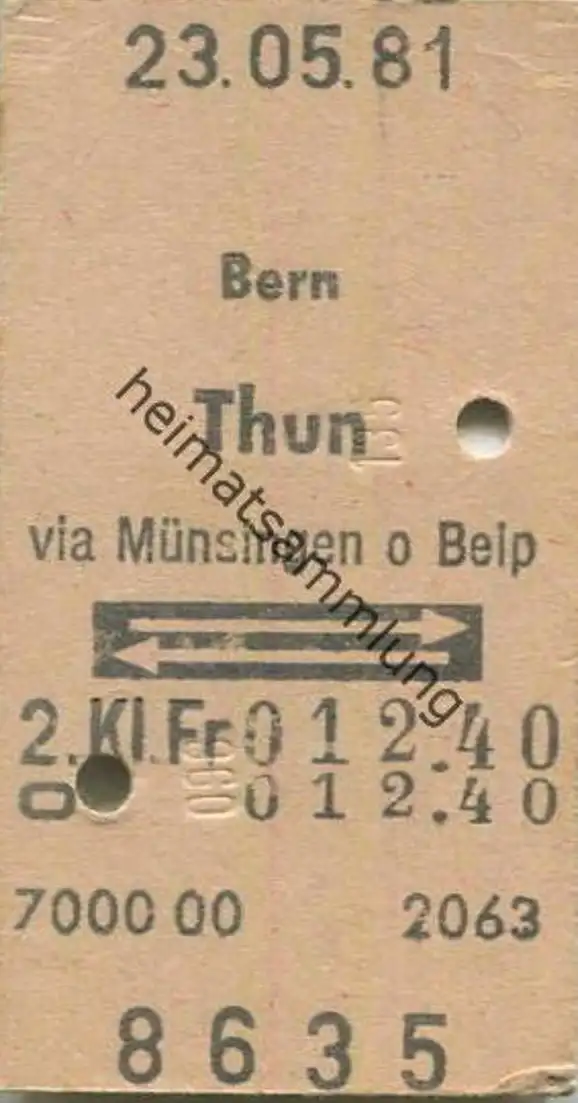 23.05.81
Bern
Thun
via Münsingen o Belp
2.Kl.Fr 012.40
0 012.40
7000 00 2063
8635
heimatsammlung